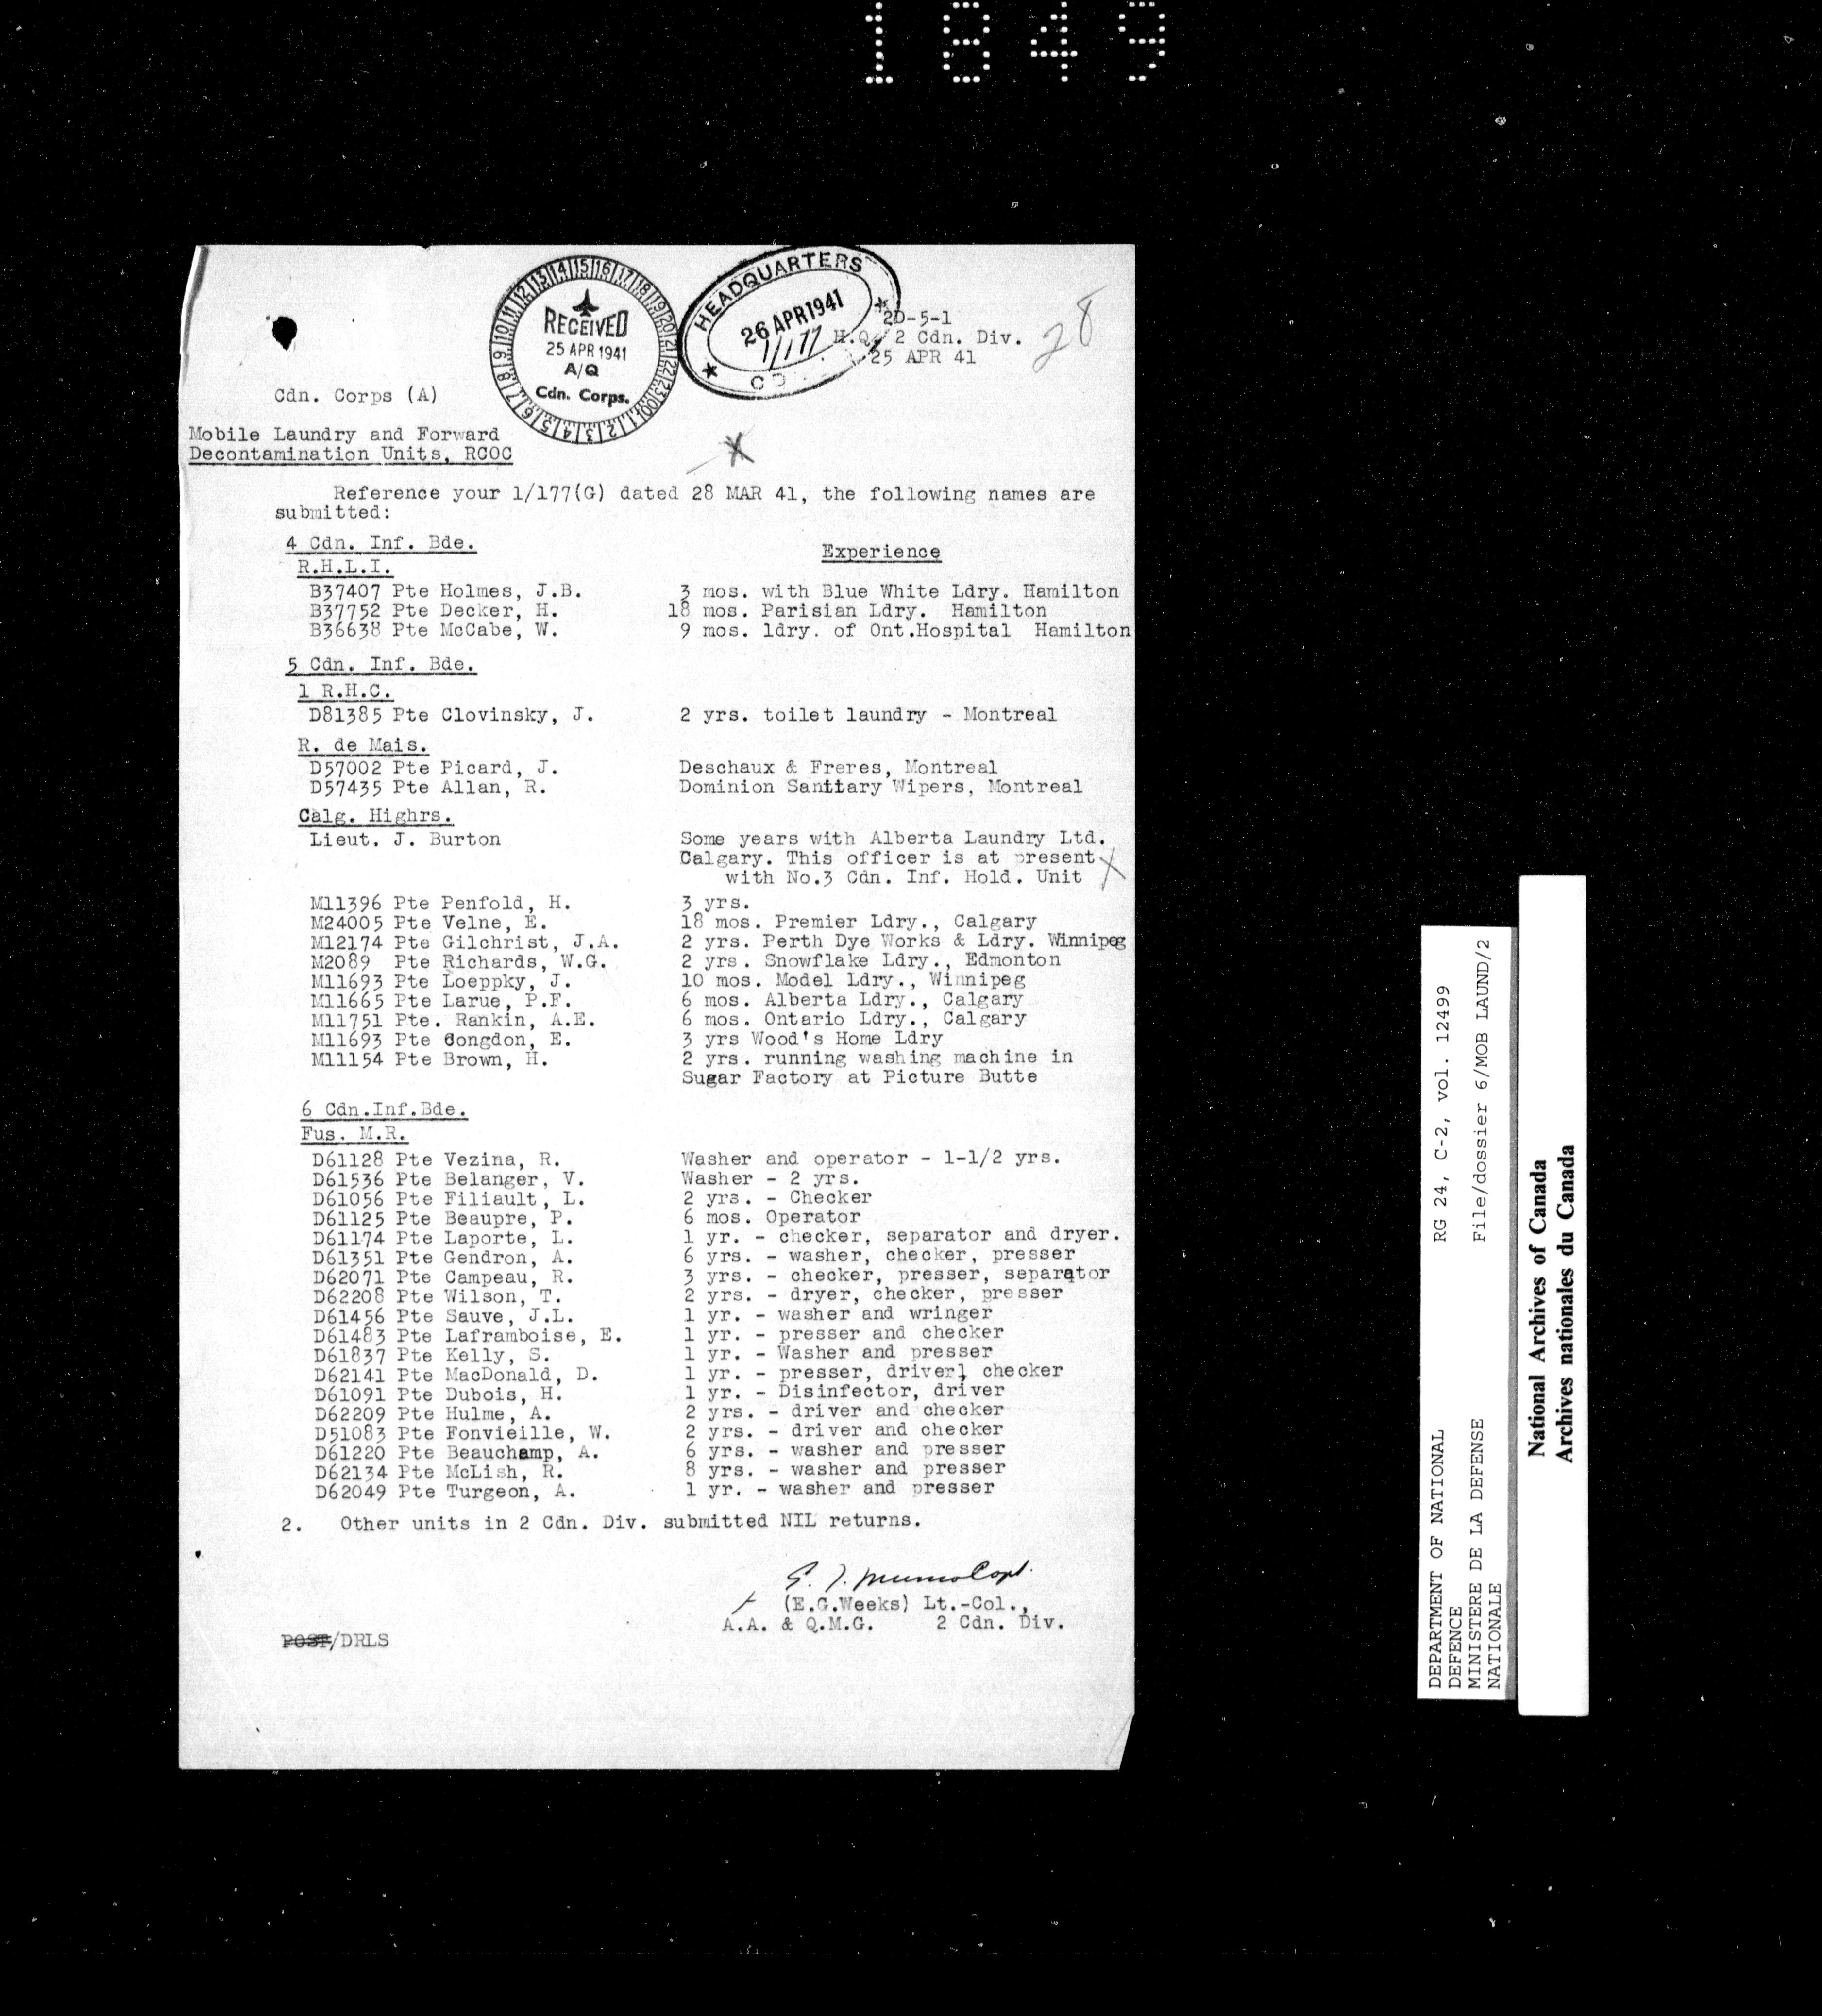 1849
RECEIVED
25 APR 1941
A/Q
Cdn. Corps.
HEADQUARTERS
26 APR 1941
1/177
2D-5-1
H.Q. 2 Cdn. Div.
25 APR 41
28
Cdn. Corps (A)
Mobile Laundry and Forward
Decontamination Units, RCOC
Reference your 1/177(G) dated 28 MAR 41, the following names are
submitted:
4 Cdn. Inf. Bde. Experience
R.H.L.I.
B37407 Pte Holmes, J.B. 3 mos. with Blue White Ldry. Hamilton
B37752 Pte Decker, H. 18 mos. Parisian Ldry. Hamilton
B36638 Pte McCabe, W. 9 mos. ldry. of Ont.Hospital Hamilton
5 Cdn. Inf. Bde.
1 R.H.C.
D81385 Pte Clovinsky, J. 2 yrs. toilet laundry - Montreal
R. de Mais.
D57002 Pte Picard, J. Deschaux & Freres, Montreal
D57435 Pte Allan, R. Dominion Santtary Wipers, Montreal
Calg. Highrs.
Lieut. J. Burton Some years with Alberta Laundry Ltd.
Calgary. This officer is at present
with No.3 Cdn. Inf. Hold. Unit
M11396 Pte Penfold, H. 3 yrs.
M24005 Pte Velne, E. 18 mos. Premier Ldry., Calgary
M12174 Pte Gilchrist, J.A. 2 yrs. Perth Dye Works & Ldry. Winnipeg
M2089 Pte Richards, W.G. 2 yrs. Snowflake Ldry., Edmonton
M11693 Pte Loeppky, J. 10 mos. Model Ldry., Winnipeg
M11665 Pte Larue, P.F. 6 mos. Alberta Ldry., Calgary
M11751 Pte. Rankin, A.E. 6 mos. Ontario Ldry., Calgary
M11693 Pte Congdon, E. 3 yrs Wood's Home Ldry
M11154 Pte Brown, H. 2 yrs. running washing machine in
Sugar Factory at Picture Butte
6 Cdn.Inf.Bde.
Fus. M.R.
D61128 Pte Vezina, R. Washer and operator - 1-1/2 yrs.
D61536 Pte Belanger, V. Washer - 2 yrs.
D61056 Pte Filiault, L. 2 yrs. - Checker
D61125 Pte Beaupre, P. 6 mos. Operator
D61174 Pte Laporte, L. 1 yr. - checker, separator and dryer.
D61351 Pte Gendron, A. 6 yrs. - washer, checker, presser
D62071 Pte Campeau, R. 3 yrs. - checker, presser, separator
D62208 Pte Wilson, T. 2 yrs. - dryer, checker, presser
D61456 Pte Sauve, J.L. 1 yr. - washer and wringer
D61483 Pte Laframboise, E. 1 yr. - presser and checker
D61837 Pte Kelly, S. 1 yr. - Washer and presser
D62141 Pte MacDonald, D. 1 yr. - presser, driver, checker
D61091 Pte Dubois, H. 1 yr. - Disinfector, driver
D62209 Pte Hulme, A. 2 yrs. - driver and checker
D51083 Pte Fonvieille, W. 2 yrs. - driver and checker
D61220 Pte Beauchamp, A. 6 yrs. - washer and presser
D62134 Pte McLish, R. 8 yrs. - washer and presser
D62049 Pte Turgeon, A. 1 yr. - washer and presser
2. Other units in 2 Cdn. Div. submitted NIL returns.
Capt.
(E.G.Weeks) Lt.-Col.,
A.A. & Q.M.G. 2 Cdn. Div.
POST/DRLS
DEPARTMENT OF NATIONAL RG 24, C-2, vol. 12499
DEFENCE
MINISTERE DE LA DEFENSE File/dossier 6/MOB LAUND/2
NATIONALE
National Archives of Canada
Archives nationales du Canada